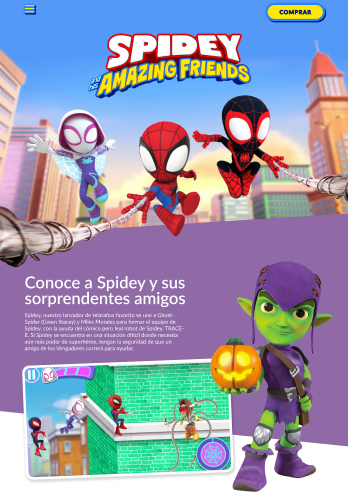 COMPRAR
SPIDEY
and his
AMAZING FRIENDS
Conoce a Spidey y sus
sorprendentes amigos
Spidey, nuestro lanzador de telarañas favorito se une a Ghost-
Spider (Gwen Stacey) y Miles Morales para formar el equipo de
Spidey, con la ayuda del cómico pero leal robot de Spidey, TRACE-
E. Si Spidey se encuentra en una situación difícil donde necesita
aún más poder de superhéroe, tengan la seguridad de que un
amigo de los Vengadores correrá para ayudar.